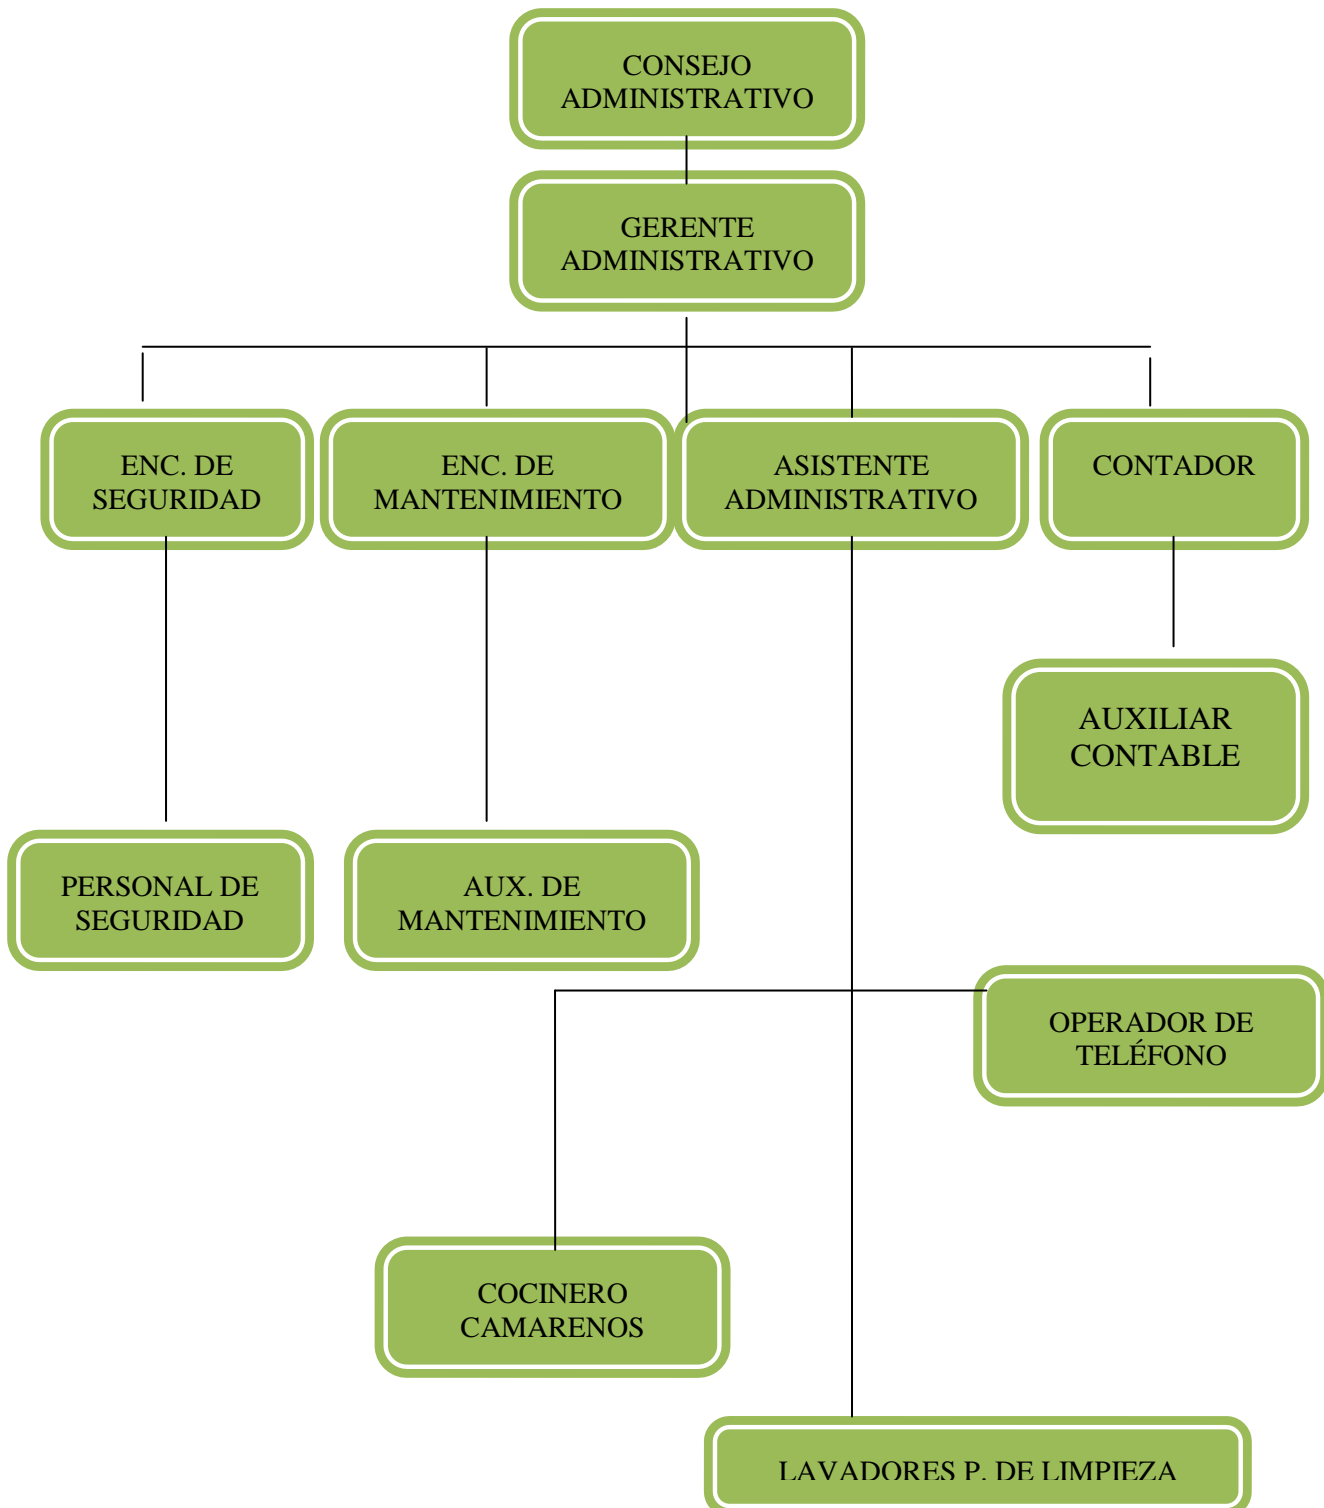 CONSEJO
ADMINISTRATIVO
GERENTE
ADMINISTRATIVO
ENC. DE
SEGURIDAD
ENC. DE
MANTENIMIENTO
ASISTENTE
ADMINISTRATIVO
CONTADOR
AUXILIAR
CONTABLE
PERSONAL DE
SEGURIDAD
AUX. DE
MANTENIMIENTO
OPERADOR DE
TELÉFONO
COCINERO
CAMARENOS
LAVADORES P. DE LIMPIEZA